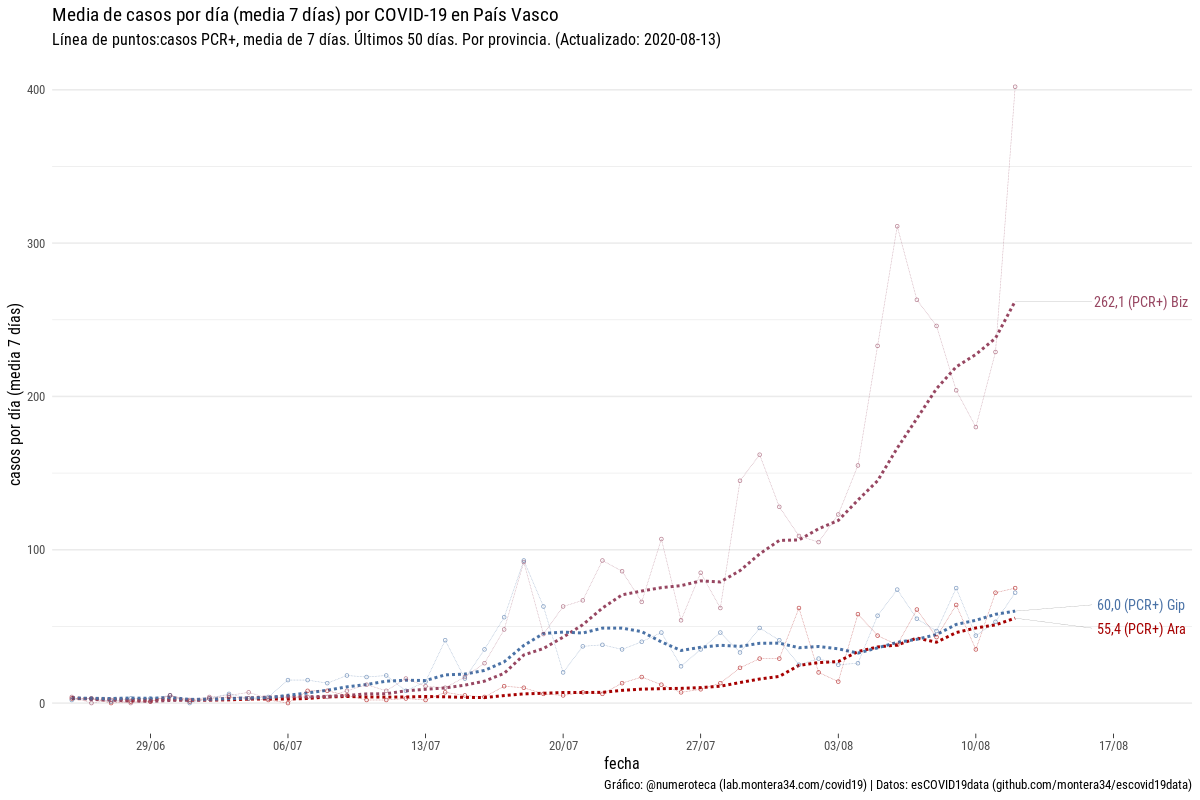 Media de casos por día (media 7 días) por COVID-19 en País Vasco
Línea de puntos:casos PCR+, media de 7 días. Últimos 50 días. Por provincia. (Actualizado: 2020-08-13)
casos por día (media 7 días)
400
300
200
100
0
262,1 (PCR+) Biz
60,0 (PCR+) Gip
55,4 (PCR+) Ara
29/06
06/07
13/07
20/07
27/07
03/08
10/08
17/08
fecha
Gráfico: @numeroteca (lab.montera34.com/covid19) | Datos: esCOVID19data (github.com/montera34/escovid19data)